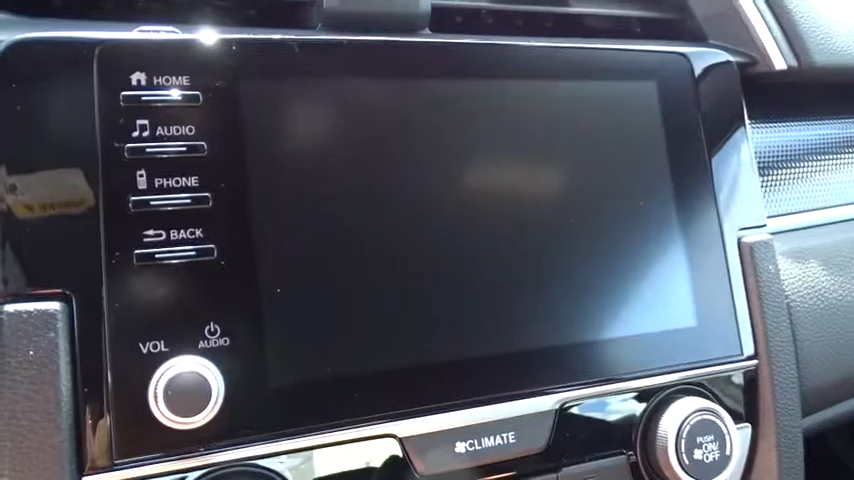 HOME
AUDIO
PHONE
BACK
VOL
AUDIO
CLIMATE
PUSH
ON/
OFF